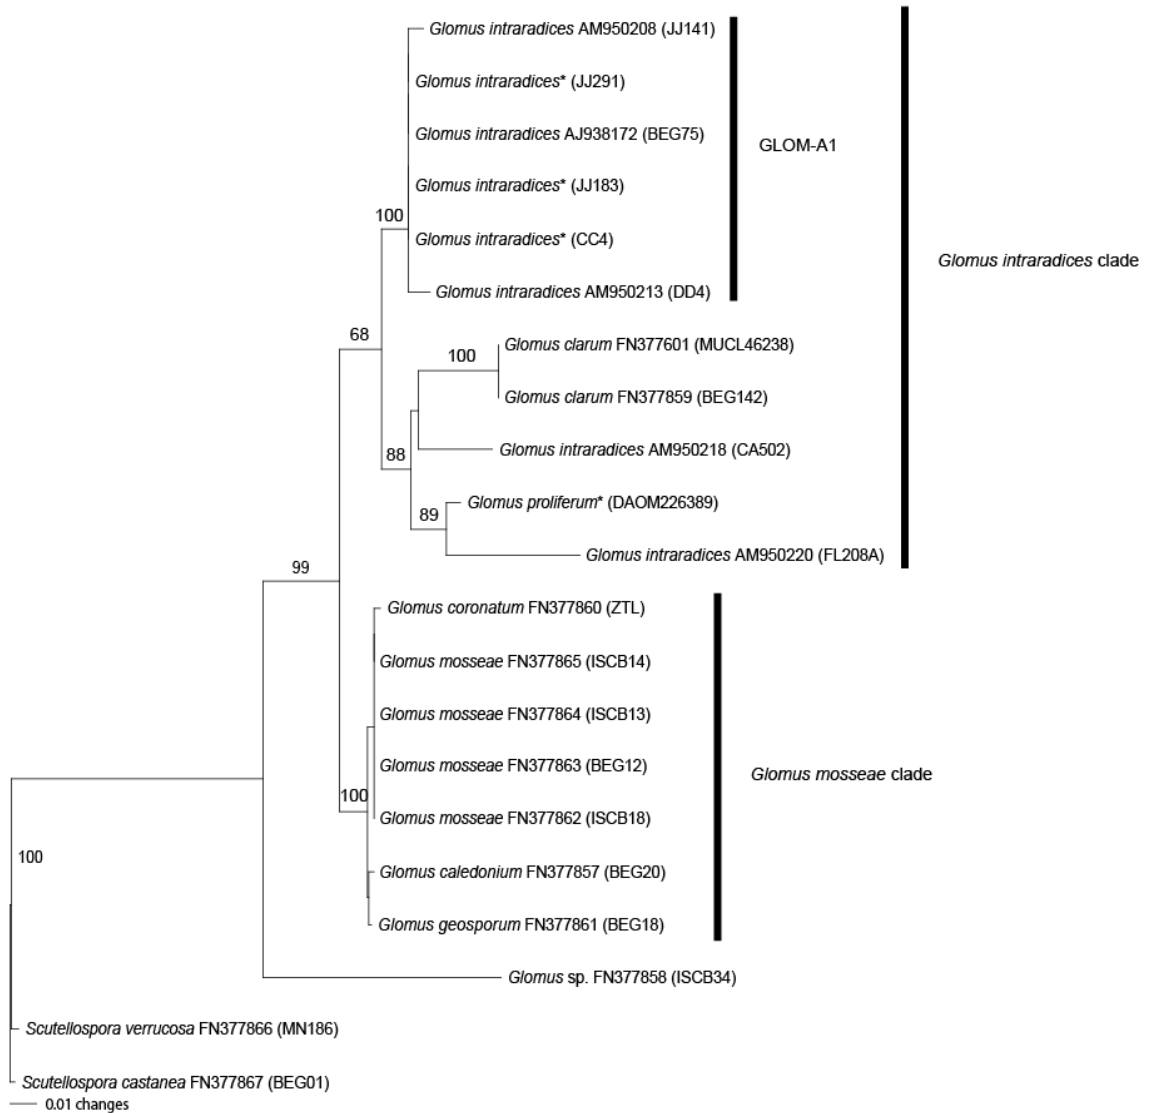 Glomus intraradices AM950208 (JJ141)
Glomus intraradices* (JJ291)
Glomus intraradices AJ938172 (BEG75)
GLOM-A1
Glomus intraradices* (JJ183)
100
Glomus intraradices* (CC4)
Glomus intraradices clade
Glomus intraradices AM950213 (DD4)
68
Glomus clarum FN377601 (MUCL46238)
100
Glomus clarum FN377859 (BEG142)
Glomus intraradices AM950218 (CA502)
88
Glomus proliferum* (DAOM226389)
89
Glomus intraradices AM950220 (FL208A)
99
Glomus coronatum FN377860 (ZTL)
Glomus mosseae FN377865 (ISCB14)
Glomus mosseae FN377864 (ISCB13)
Glomus mosseae FN377863 (BEG12)
Glomus mosseae clade
100
Glomus mosseae FN377862 (ISCB18)
100
Glomus caledonium FN377857 (BEG20)
Glomus geosporum FN377861 (BEG18)
Glomus sp. FN377858 (ISCB34)
Scutellospora verrucosa FN377866 (MN186)
Scutellospora castanea FN377867 (BEG01)
0.01 changes